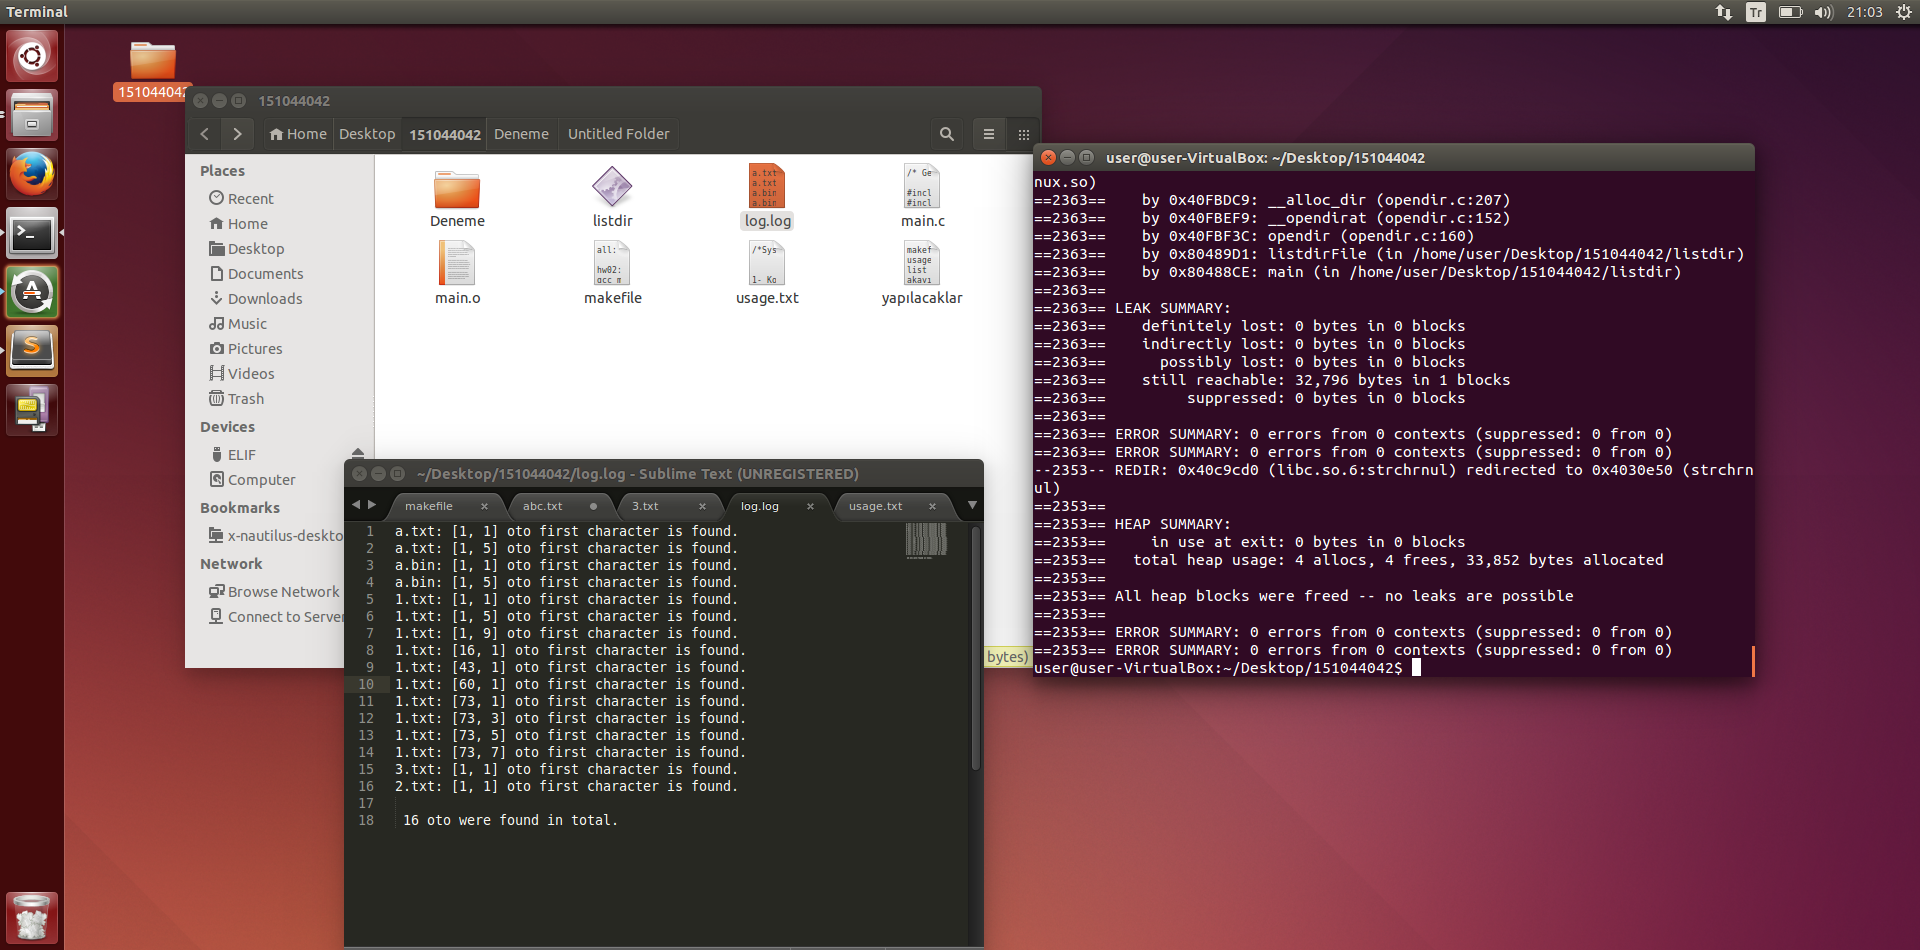 Terminal
Tr
21:03
151044042
151044042
Home
Desktop
151044042
Deneme
Untitled Folder
Places
Recent
Home
Desktop
Documents
Downloads
Music
Pictures
Videos
Trash
Devices
ELIF
Computer
Bookmarks
x-nautilus-deskto
Network
Browse Network
Connect to Server
Deneme
listdir
a.txt
a.txt
a.bin
a.bin
log.log
/* Ge
#incl
#incl
main.c
main.o
all:
hw02:
gcc m
makefile
/*Sys
1- Ko
usage.txt
makef
usage
list
akavı
yapılacaklar
bytes)
~/Desktop/151044042/log.log - Sublime Text (UNREGISTERED)
makefile
abc.txt
3.txt
log.log
usage.txt
1 a.txt: [1, 1] oto first character is found.
2 a.txt: [1, 5] oto first character is found.
3 a.bin: [1, 1] oto first character is found.
4 a.bin: [1, 5] oto first character is found.
5 1.txt: [1, 1] oto first character is found.
6 1.txt: [1, 5] oto first character is found.
7 1.txt: [1, 9] oto first character is found.
8 1.txt: [16, 1] oto first character is found.
9 1.txt: [43, 1] oto first character is found.
10 1.txt: [60, 1] oto first character is found.
11 1.txt: [73, 1] oto first character is found.
12 1.txt: [73, 3] oto first character is found.
13 1.txt: [73, 5] oto first character is found.
14 1.txt: [73, 7] oto first character is found.
15 3.txt: [1, 1] oto first character is found.
16 2.txt: [1, 1] oto first character is found.
17
18 16 oto were found in total.
user@user-VirtualBox: ~/Desktop/151044042
nux.so)
==2363==    by 0x40FBDC9: __alloc_dir (opendir.c:207)
==2363==    by 0x40FBEF9: __opendirat (opendir.c:152)
==2363==    by 0x40FBF3C: opendir (opendir.c:160)
==2363==    by 0x80489D1: listdirFile (in /home/user/Desktop/151044042/listdir)
==2363==    by 0x80488CE: main (in /home/user/Desktop/151044042/listdir)
==2363==
==2363== LEAK SUMMARY:
==2363==    definitely lost: 0 bytes in 0 blocks
==2363==    indirectly lost: 0 bytes in 0 blocks
==2363==      possibly lost: 0 bytes in 0 blocks
==2363==    still reachable: 32,796 bytes in 1 blocks
==2363==         suppressed: 0 bytes in 0 blocks
==2363==
==2363== ERROR SUMMARY: 0 errors from 0 contexts (suppressed: 0 from 0)
==2363== ERROR SUMMARY: 0 errors from 0 contexts (suppressed: 0 from 0)
--2353-- REDIR: 0x40c9cd0 (libc.so.6:strchrnul) redirected to 0x4030e50 (strchrn
ul)
==2353==
==2353== HEAP SUMMARY:
==2353==     in use at exit: 0 bytes in 0 blocks
==2353==   total heap usage: 4 allocs, 4 frees, 33,852 bytes allocated
==2353==
==2353== All heap blocks were freed -- no leaks are possible
==2353==
==2353== ERROR SUMMARY: 0 errors from 0 contexts (suppressed: 0 from 0)
==2353== ERROR SUMMARY: 0 errors from 0 contexts (suppressed: 0 from 0)
user@user-VirtualBox:~/Desktop/151044042$